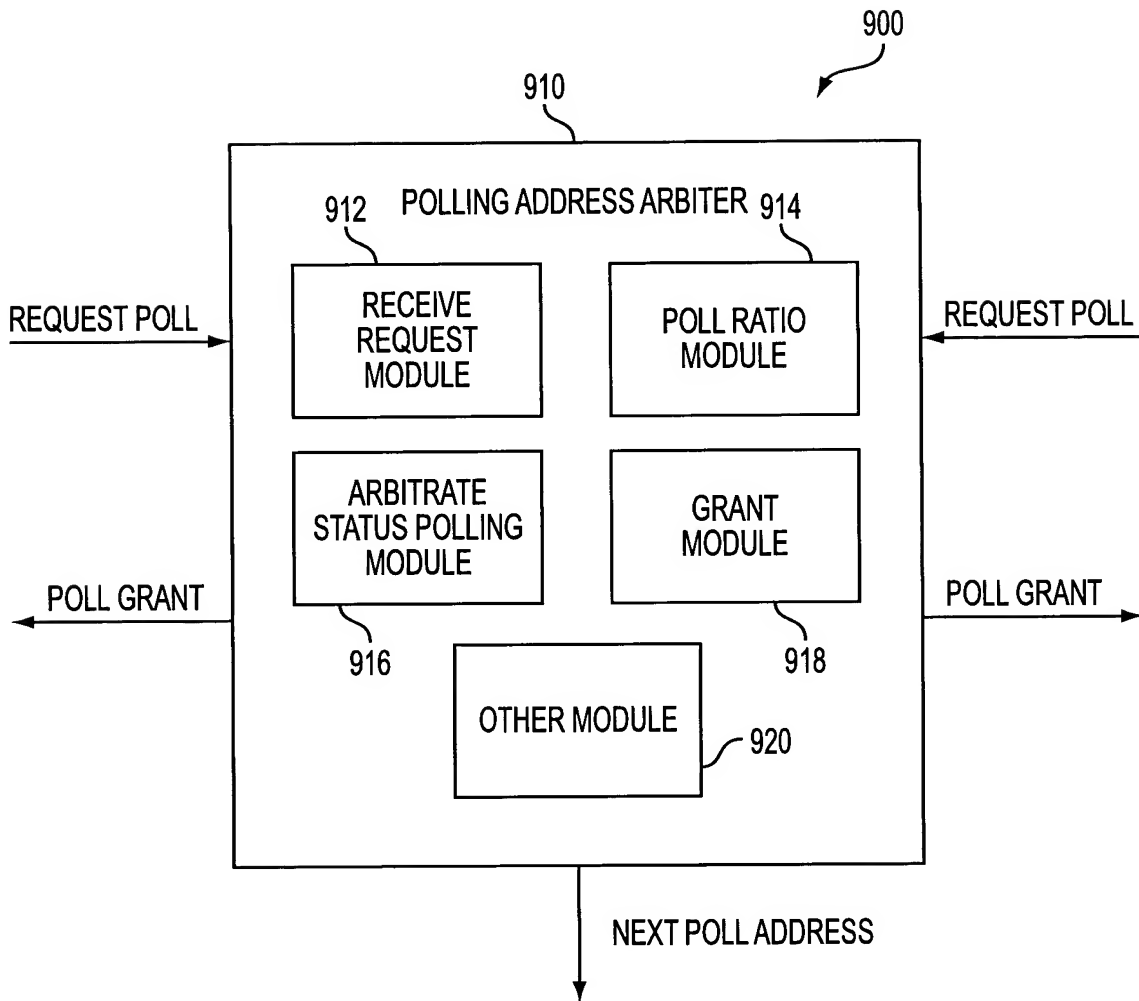 900
910
POLLING ADDRESS ARBITER
912
914
RECEIVE
REQUEST
MODULE
POLL RATIO
MODULE
REQUEST POLL
REQUEST POLL
ARBITRATE
STATUS POLLING
MODULE
GRANT
MODULE
POLL GRANT
POLL GRANT
916
918
OTHER MODULE
920
NEXT POLL ADDRESS